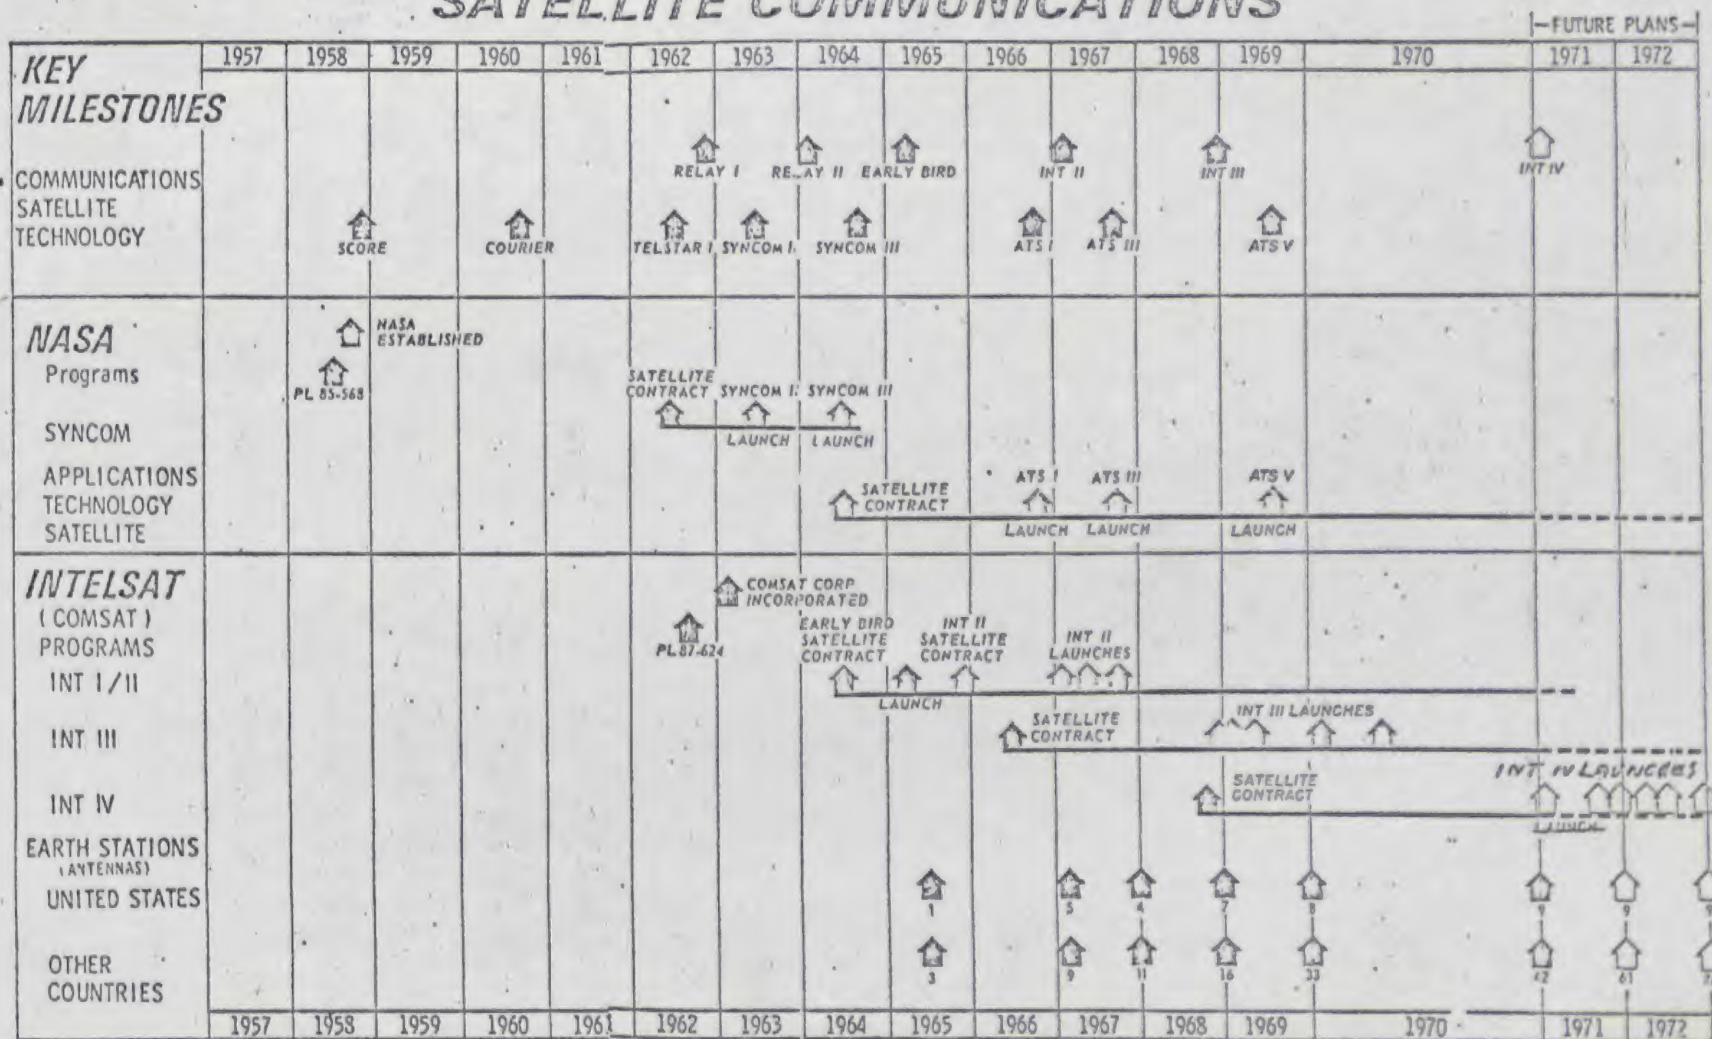 SATELLITE COMMUNICATIONS
FUTURE PLANS
1957 1958 1959 1960 1961 1962 1963 1964 1965 1966 1967 1968 1969 1970 1971 1972
KEY
MILESTONES
RELAY I RELAY II EARLY BIRD INT II INT III INT IV
COMMUNICATIONS
SATELLITE
TECHNOLOGY
SCORE COURIER TELSTAR I SYNCOM SYNCOM III ATS I ATS III ATS V
NASA
Programs
NASA
ESTABLISHED
PL 85-568
SATELLITE
CONTRACT SYNCOM SYNCOM III
SYNCOM
LAUNCH LAUNCH
APPLICATIONS
TECHNOLOGY
SATELLITE
SATELLITE
CONTRACT
ATS I ATS III ATS V
LAUNCH LAUNCH LAUNCH
INTELSAT
(COMSAT)
PROGRAMS
COMSAT CORP
INCORPORATED
PL 87-624
EARLY BIRD
SATELLITE
CONTRACT
INT II
SATELLITE
CONTRACT
INT II
LAUNCHES
INT I/II
LAUNCH
INT III
SATELLITE
CONTRACT
INT III LAUNCHES
INT IV LAUNCHES
INT IV
SATELLITE
CONTRACT
LAUNCH
EARTH STATIONS
(ANTENNAS)
UNITED STATES
1 5 4 7 8 9 9 9
OTHER
COUNTRIES
3 9 11 16 33 42 61
1957 1958 1959 1960 1961 1962 1963 1964 1965 1966 1967 1968 1969 1970 1971 1972